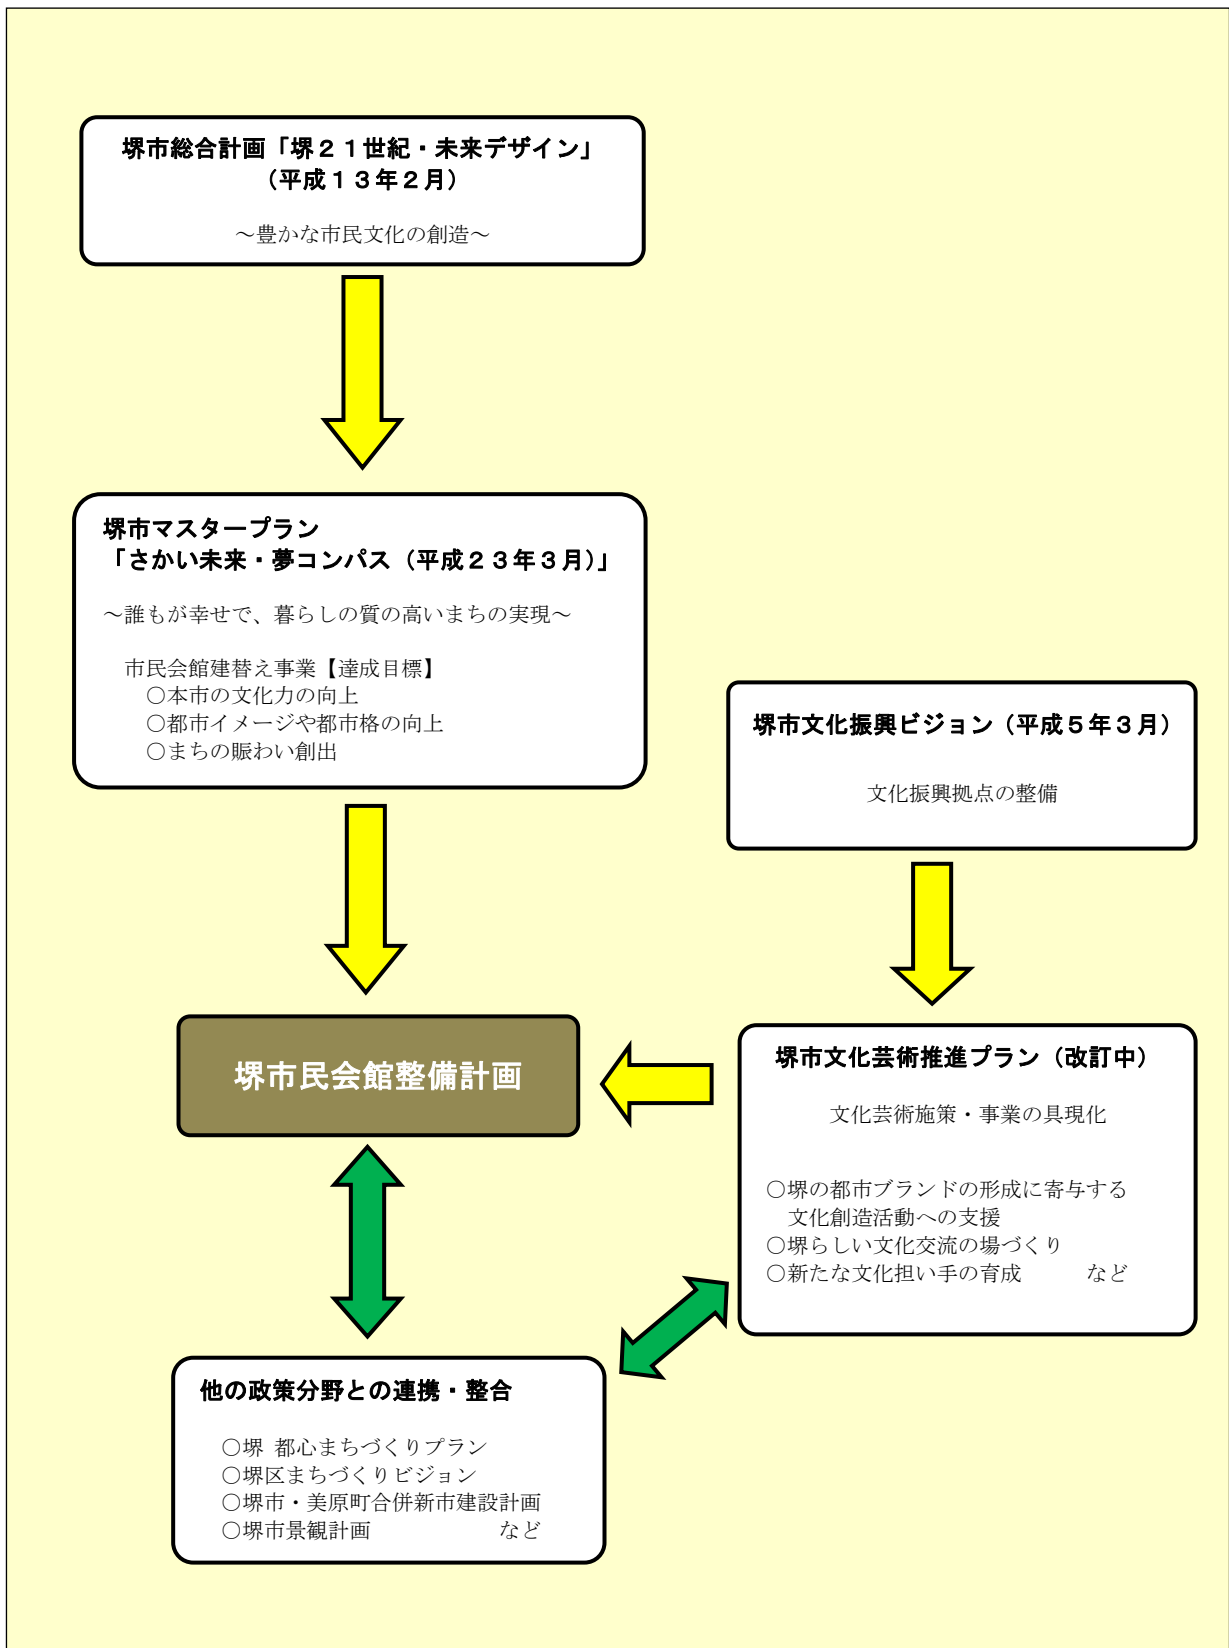 堺市総合計画「堺２１世紀・未来デザイン」
（平成１３年２月）
～豊かな市民文化の創造～
堺市マスタープラン
「さかい未来・夢コンパス（平成２３年３月）」
～誰もが幸せで、暮らしの質の高いまちの実現～
市民会館建替え事業【達成目標】
○本市の文化力の向上
○都市イメージや都市格の向上
○まちの賑わい創出
堺市文化振興ビジョン（平成５年３月）
文化振興拠点の整備
堺市民会館整備計画
堺市文化芸術推進プラン（改訂中）
文化芸術施策・事業の具現化
○堺の都市ブランドの形成に寄与する
文化創造活動への支援
○堺らしい文化交流の場づくり
○新たな文化担い手の育成　　　など
他の政策分野との連携・整合
○堺 都心まちづくりプラン
○堺区まちづくりビジョン
○堺市・美原町合併新市建設計画
○堺市景観計画　　　　　　など